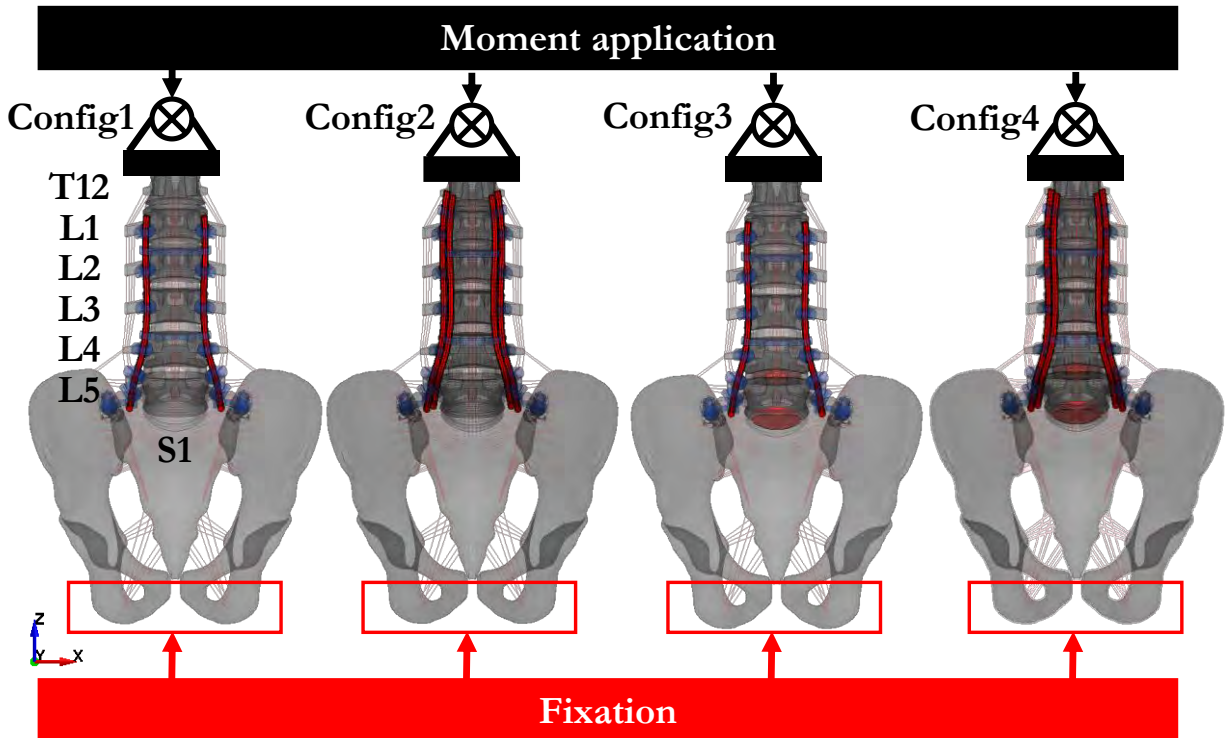 Moment application
Config1
Config2
Config3
Config4
T12
L1
L2
L3
L4
L5
S1
Z
Y
X
Fixation